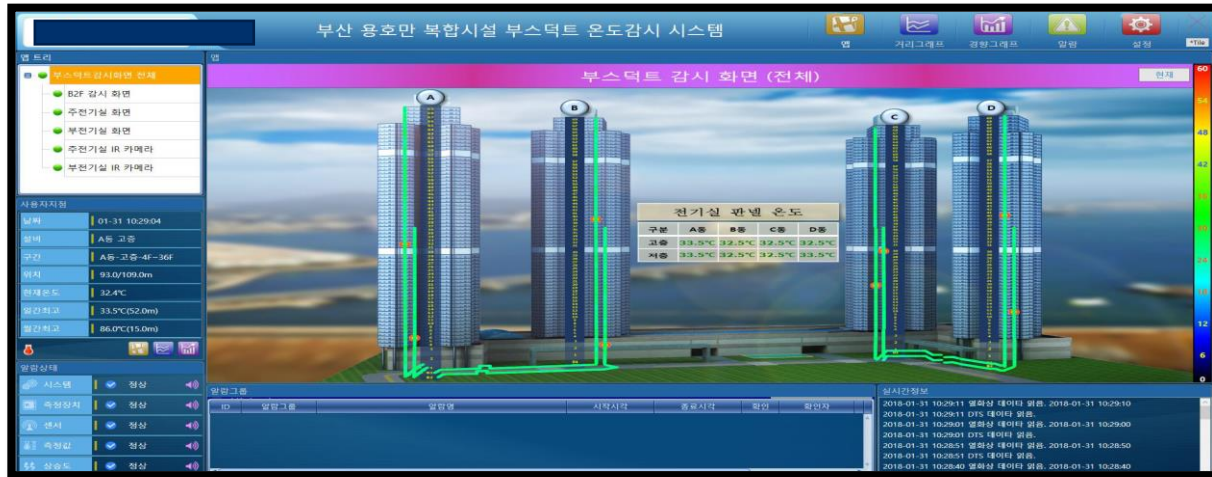 부산 용호만 복합시설 부스덕트 온도감시 시스템
맵
거리그래프
경향그래프
알람
설정
*Tile
맵 트리
부스덕트감시화면 전체
B2F 감시 화면
주전기실 화면
부전기실 화면
주전기실 IR 카메라
부전기실 IR 카메라
사용자지정
날짜 01-31 10:29:04
설비 A동 고층
구간 A동-고층-4F~36F
위치 93.0/109.0m
현재온도 32.4℃
일간최고 33.5℃(52.0m)
월간최고 86.0℃(15.0m)
알람상태
시스템 정상
측정장치 정상
센서 정상
측정값 정상
상승도 정상
맵
부스덕트 감시 화면 (전체)
현재
A
B
C
D
전기실 판넬 온도
구분 A동 B동 C동 D동
고층 33.5℃ 32.5℃ 32.5℃ 32.5℃
저층 33.5℃ 32.5℃ 32.5℃ 33.5℃
60
54
48
42
30
24
18
12
6
0
알람그룹
ID 알람그룹 알람명 시작시각 종료시각 확인 확인자
실시간정보
2018-01-31 10:29:11 열화상 데이타 읽음. 2018-01-31 10:29:10
2018-01-31 10:29:11 DTS 데이타 읽음.
2018-01-31 10:29:01 열화상 데이타 읽음. 2018-01-31 10:29:00
2018-01-31 10:29:01 DTS 데이타 읽음.
2018-01-31 10:28:51 열화상 데이타 읽음. 2018-01-31 10:28:50
2018-01-31 10:28:51 DTS 데이타 읽음.
2018-01-31 10:28:40 열화상 데이타 읽음. 2018-01-31 10:28:40